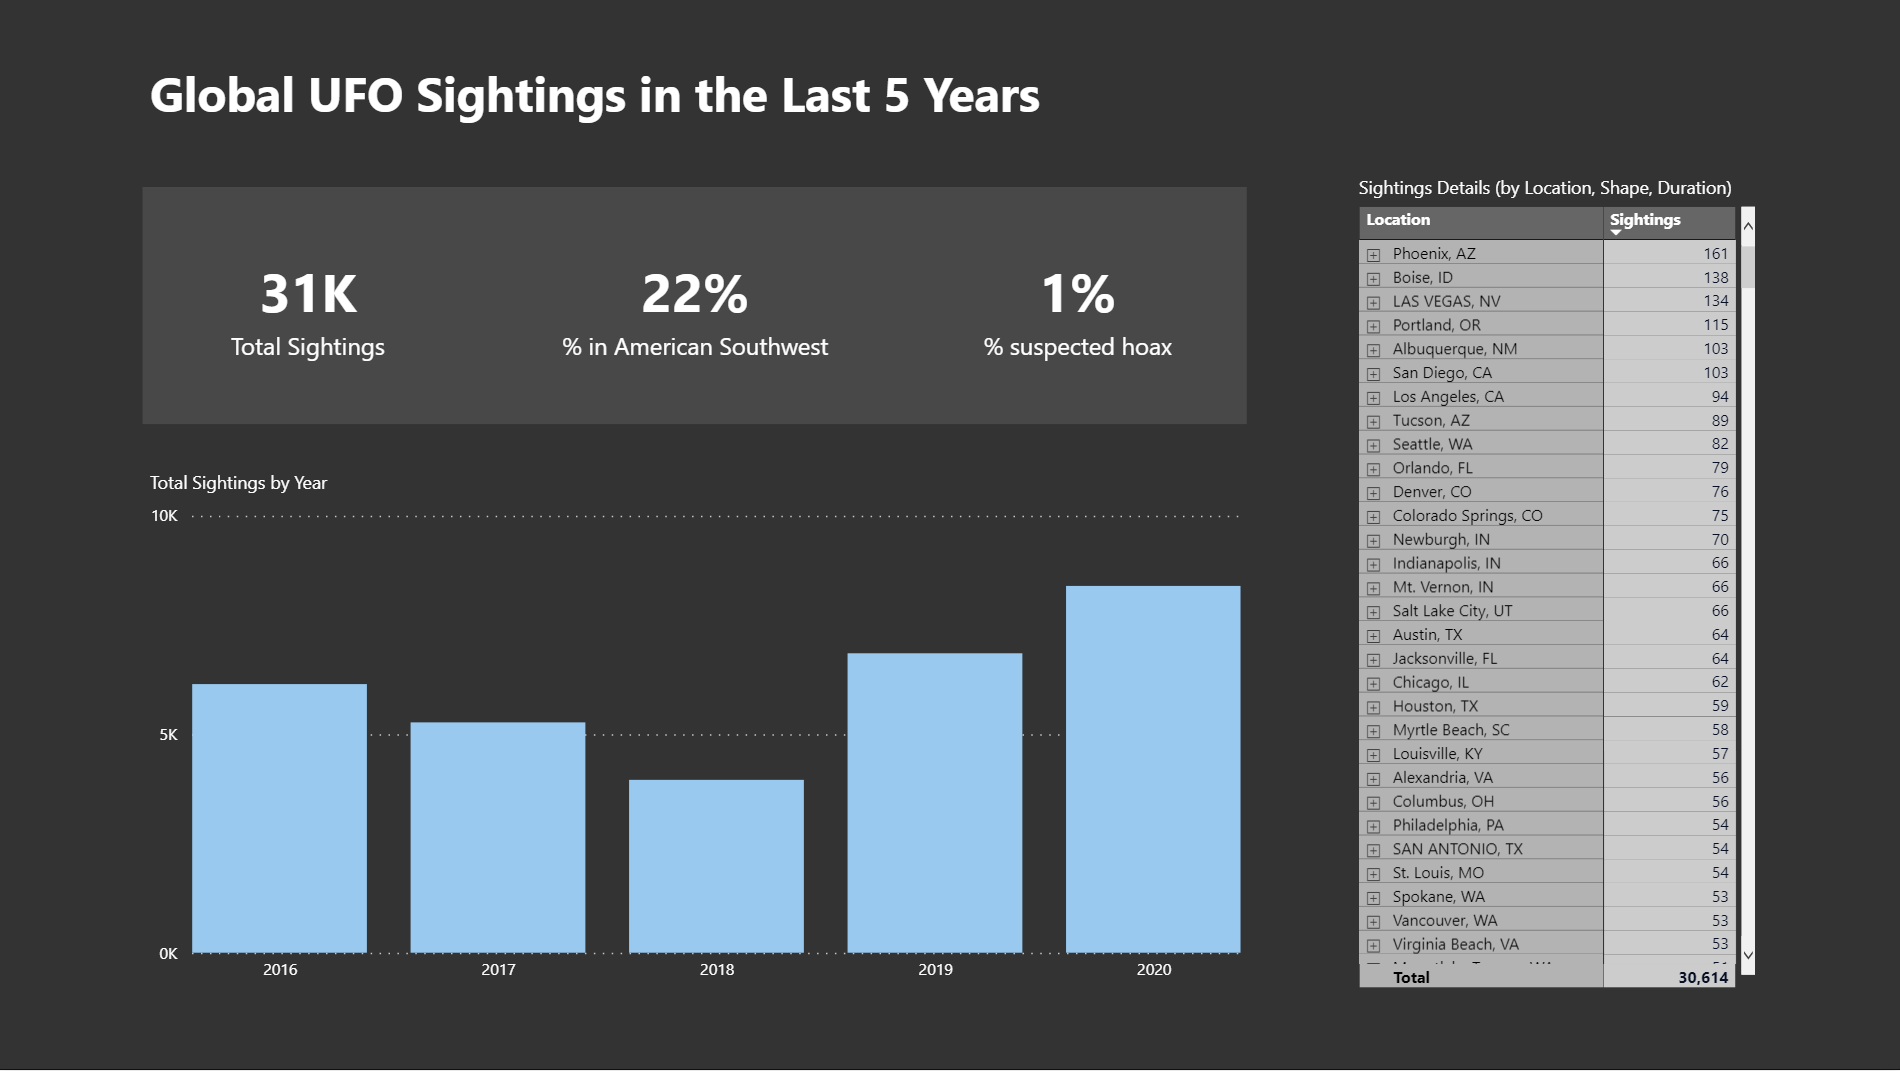 Global UFO Sightings in the Last 5 Years
31K
Total Sightings
22%
% in American Southwest
1%
% suspected hoax
Total Sightings by Year
10K
5K
0K
2016 2017 2018 2019 2020
Sightings Details (by Location, Shape, Duration)
Location Sightings
Phoenix, AZ 161
Boise, ID 138
LAS VEGAS, NV 134
Portland, OR 115
Albuquerque, NM 103
San Diego, CA 103
Los Angeles, CA 94
Tucson, AZ 89
Seattle, WA 82
Orlando, FL 79
Denver, CO 76
Colorado Springs, CO 75
Newburgh, IN 70
Indianapolis, IN 66
Mt. Vernon, IN 66
Salt Lake City, UT 66
Austin, TX 64
Jacksonville, FL 64
Chicago, IL 62
Houston, TX 59
Myrtle Beach, SC 58
Louisville, KY 57
Alexandria, VA 56
Columbus, OH 56
Philadelphia, PA 54
SAN ANTONIO, TX 54
St. Louis, MO 54
Spokane, WA 53
Vancouver, WA 53
Virginia Beach, VA 53
Total 30,614